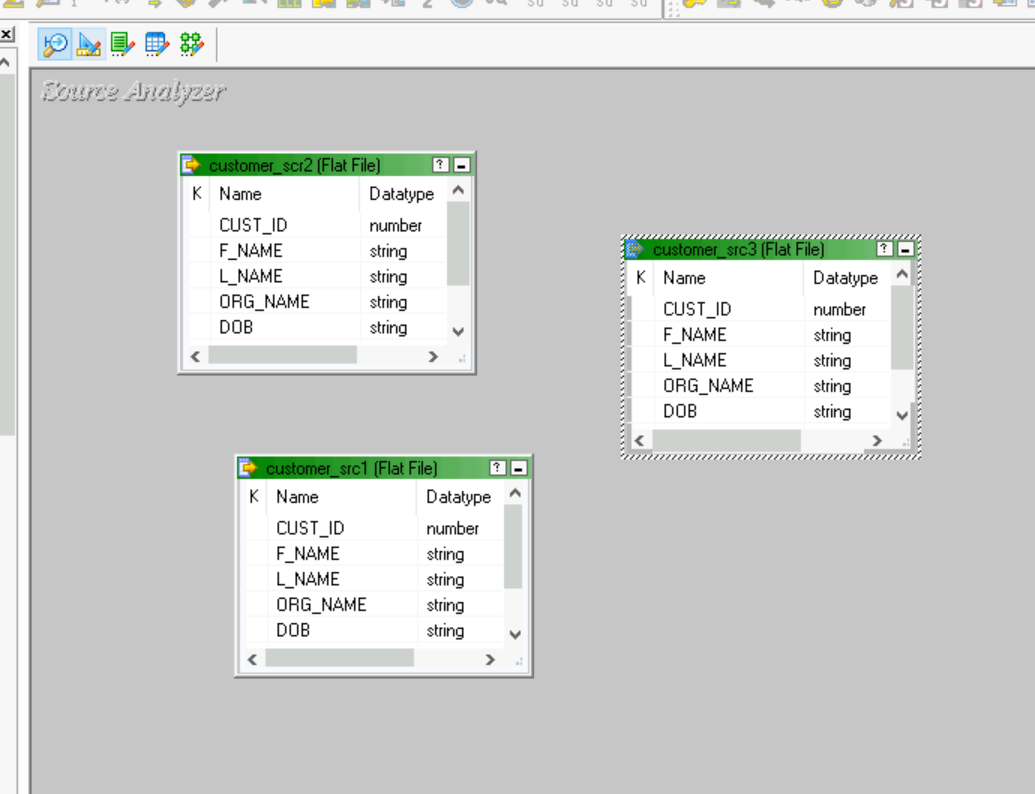 Source Analyzer
customer_scr2 (Flat File)
K Name Datatype
CUST_ID number
F_NAME string
L_NAME string
ORG_NAME string
DOB string
customer_src3 (Flat File)
K Name Datatype
CUST_ID number
F_NAME string
L_NAME string
ORG_NAME string
DOB string
customer_src1 (Flat File)
K Name Datatype
CUST_ID number
F_NAME string
L_NAME string
ORG_NAME string
DOB string